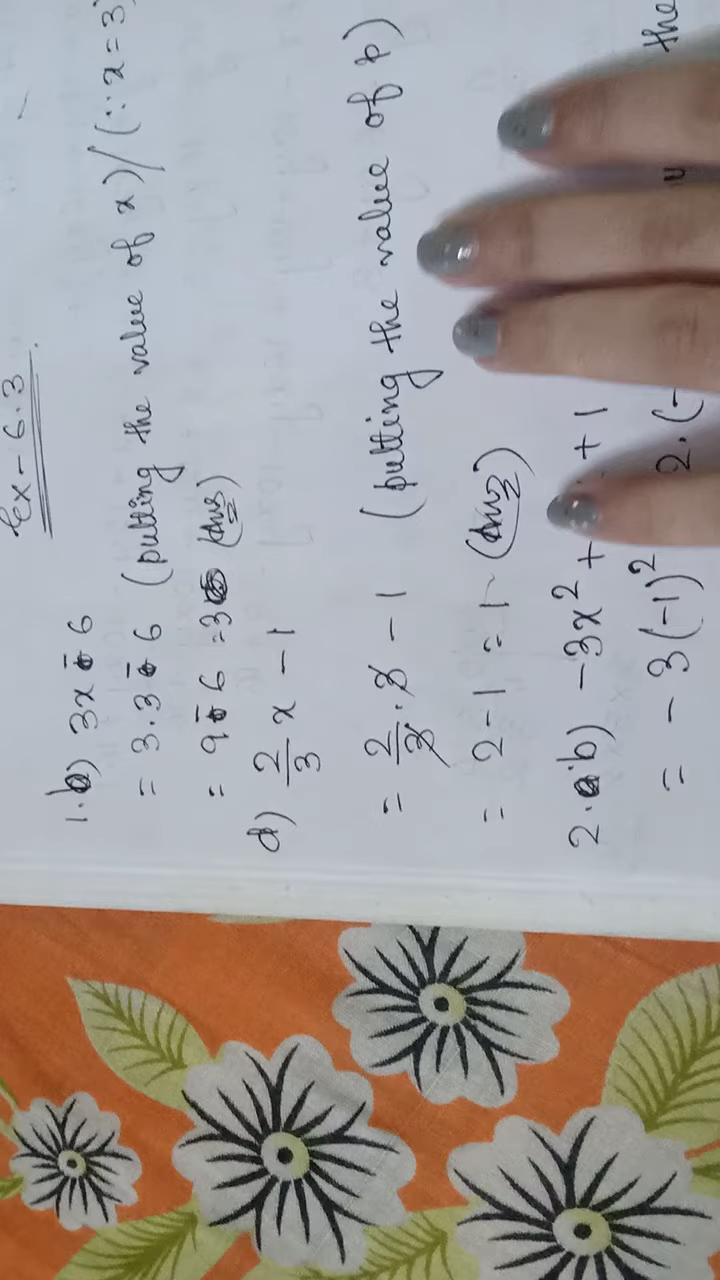 Ex - 6.3
1. b) 3x - 6
= 3.3 - 6 (putting the value of x) / (∵ x = 3)
= 9 - 6 = 3 (Ans)
d) 2/3 x - 1
= 2/3 . 3 - 1 (putting the value of x)
= 2 - 1 = 1 (Ans)
2. b) -3x² + + 1
= -3(-1)² 2.(- the